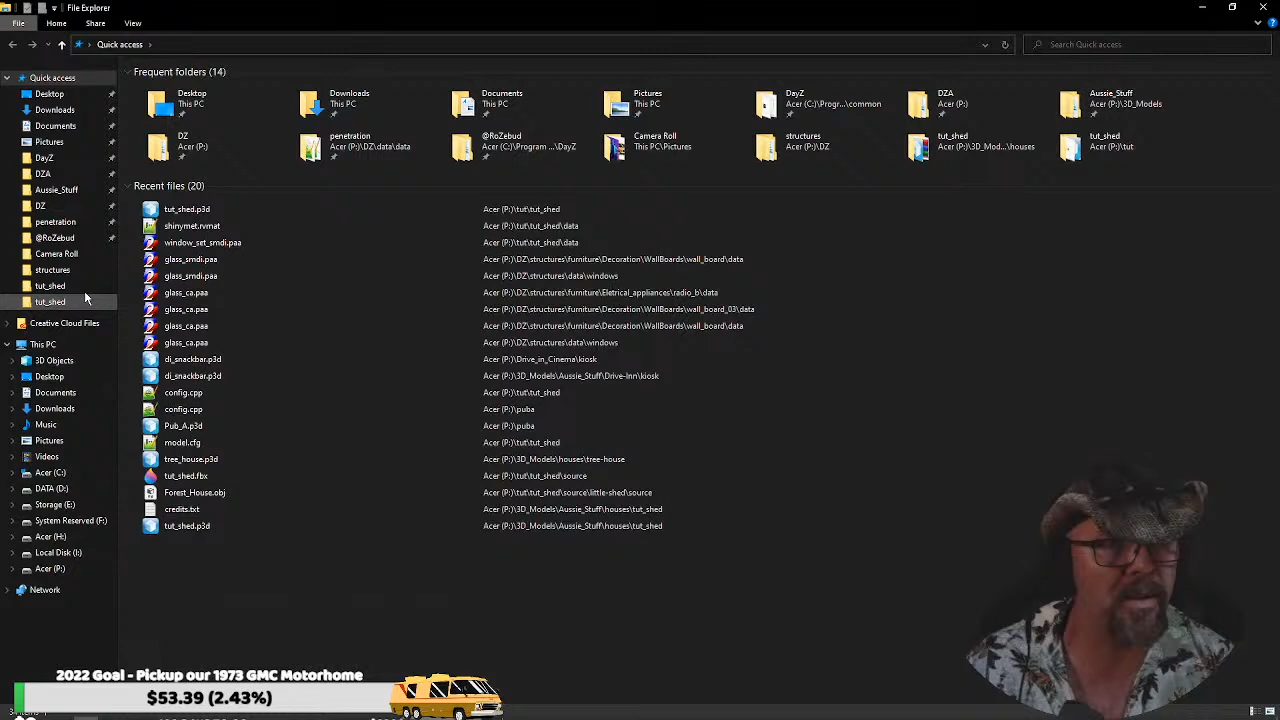 File Explorer
File Home Share View
Quick access
Search Quick access
Quick access
Desktop
Downloads
Documents
Pictures
DayZ
DZA
Aussie_Stuff
DZ
penetration
@RoZebud
Camera Roll
structures
tut_shed
tut_shed
Creative Cloud Files
This PC
3D Objects
Desktop
Documents
Downloads
Music
Pictures
Videos
Acer (C:)
DATA (D:)
Storage (E:)
System Reserved (F:)
Acer (H:)
Local Disk (I:)
Acer (P:)
Network
Frequent folders (14)
Desktop Downloads Documents Pictures DayZ DZA Aussie_Stuff
This PC This PC This PC This PC Acer (C:)\Progr...\common Acer (P:) Acer (P:)\3D_Models
DZ penetration @RoZebud Camera Roll structures tut_shed tut_shed
Acer (P:) Acer (P:)\DZ\data\data Acer (C:)\Program ...\DayZ This PC\Pictures Acer (P:)\DZ Acer (P:)\3D_Mod...\houses Acer (P:)\tut
Recent files (20)
tut_shed.p3d Acer (P:)\tut\tut_shed
shinymet.rvmat Acer (P:)\tut\tut_shed\data
window_set_smdi.paa Acer (P:)\tut\tut_shed\data
glass_smdi.paa Acer (P:)\DZ\structures\furniture\Decoration\WallBoards\wall_board\data
glass_smdi.paa Acer (P:)\DZ\structures\data\windows
glass_ca.paa Acer (P:)\DZ\structures\furniture\Eletrical_appliances\radio_b\data
glass_ca.paa Acer (P:)\DZ\structures\furniture\Decoration\WallBoards\wall_board_03\data
glass_ca.paa Acer (P:)\DZ\structures\furniture\Decoration\WallBoards\wall_board\data
glass_ca.paa Acer (P:)\DZ\structures\data\windows
di_snackbar.p3d Acer (P:)\Drive_in_Cinema\kiosk
di_snackbar.p3d Acer (P:)\3D_Models\Aussie_Stuff\Drive-Inn\kiosk
config.cpp Acer (P:)\tut\tut_shed
config.cpp Acer (P:)\puba
Pub_A.p3d Acer (P:)\puba
model.cfg Acer (P:)\tut\tut_shed
tree_house.p3d Acer (P:)\3D_Models\houses\tree-house
tut_shed.fbx Acer (P:)\tut\tut_shed\source
Forest_House.obj Acer (P:)\tut\tut_shed\source\little-shed\source
credits.txt Acer (P:)\3D_Models\Aussie_Stuff\houses\tut_shed
tut_shed.p3d Acer (P:)\3D_Models\Aussie_Stuff\houses\tut_shed
2022 Goal - Pickup our 1973 GMC Motorhome
$53.39 (2.43%)